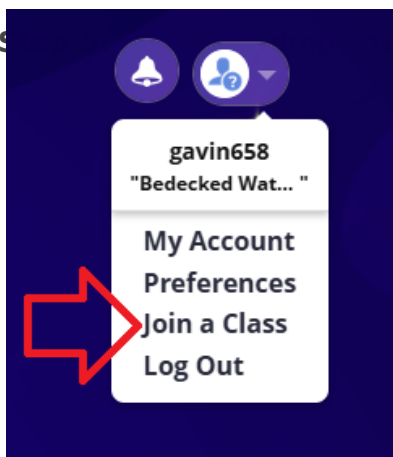 s
gavin658
"Bedecked Wat... "
My Account
Preferences
Join a Class
Log Out